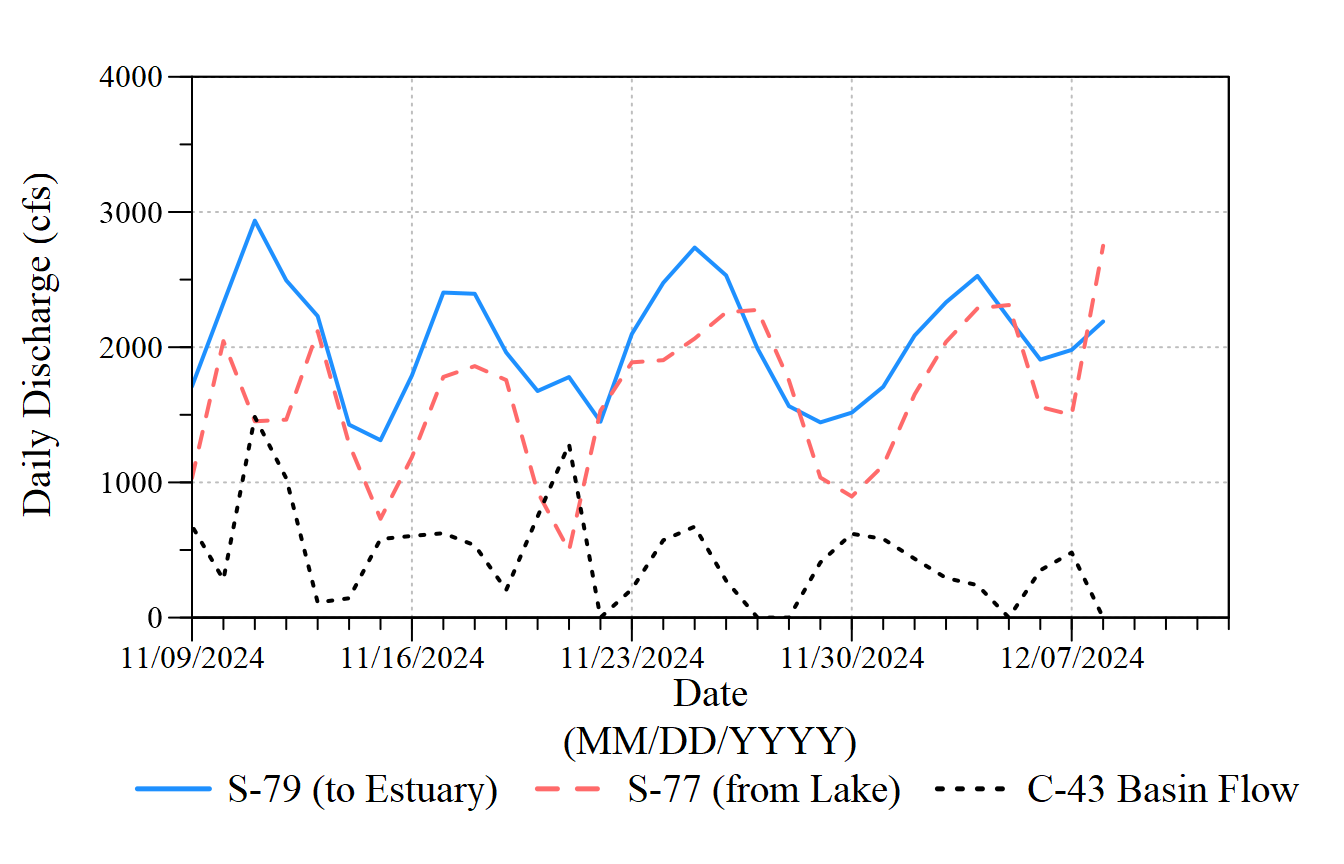 4000
3000
2000
1000
0
Daily Discharge (cfs)
11/09/2024 11/16/2024 11/23/2024 11/30/2024 12/07/2024
Date
(MM/DD/YYYY)
S-79 (to Estuary) S-77 (from Lake) C-43 Basin Flow